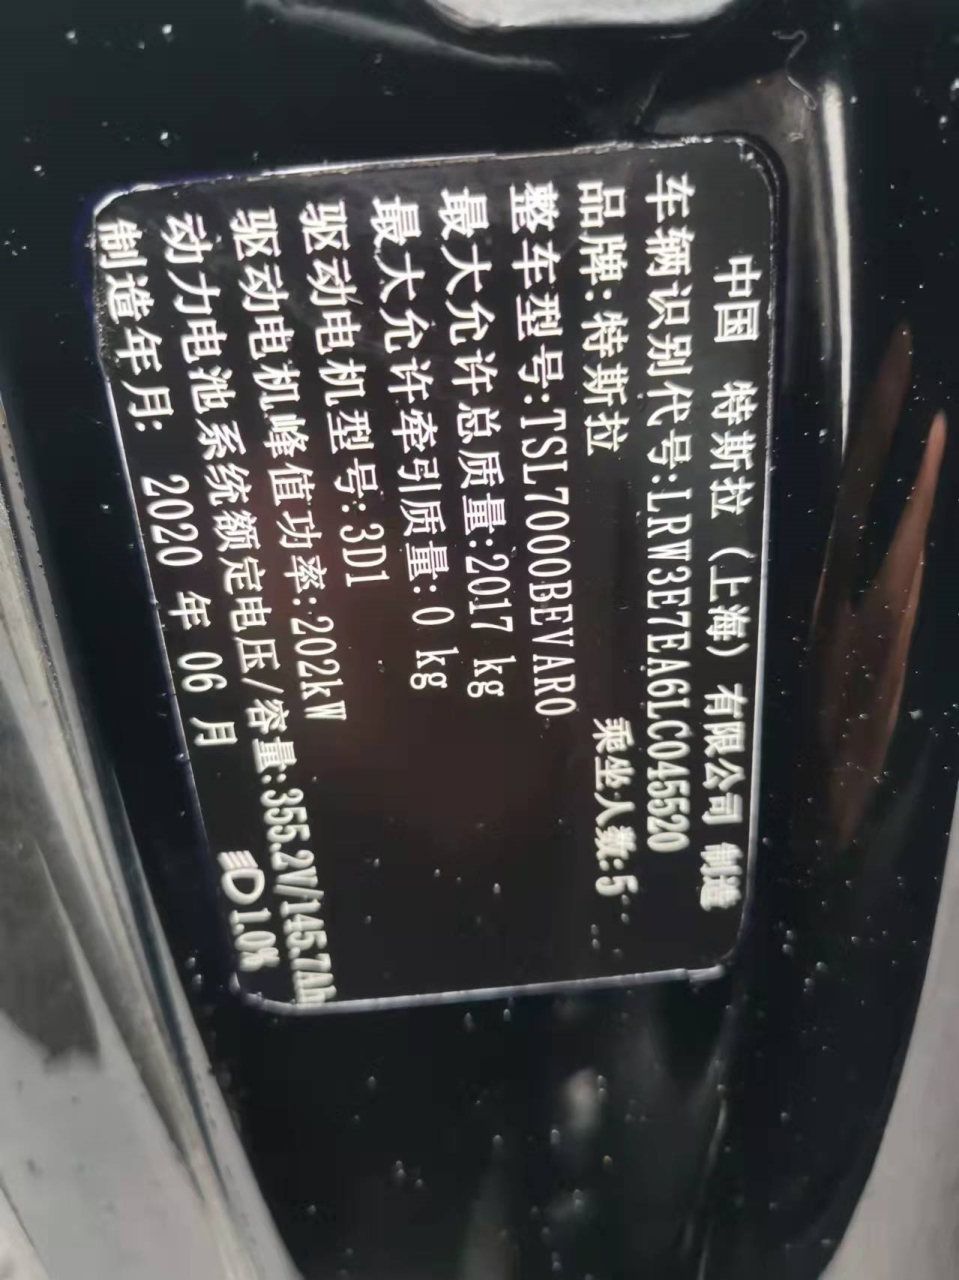 中国 特斯拉（上海）有限公司 制造
车辆识别代号:LRW3E7EA6LC045520
品牌:特斯拉 乘坐人数:5
整车型号:TSL7000BEVAR0
最大允许总质量:2017 kg
最大允许牵引质量:0 kg
驱动电机型号:3D1
驱动电机峰值功率:202kW
动力电池系统额定电压/容量:355.2V/145.7Ah
制造年月: 2020 年 06 月 1.0%